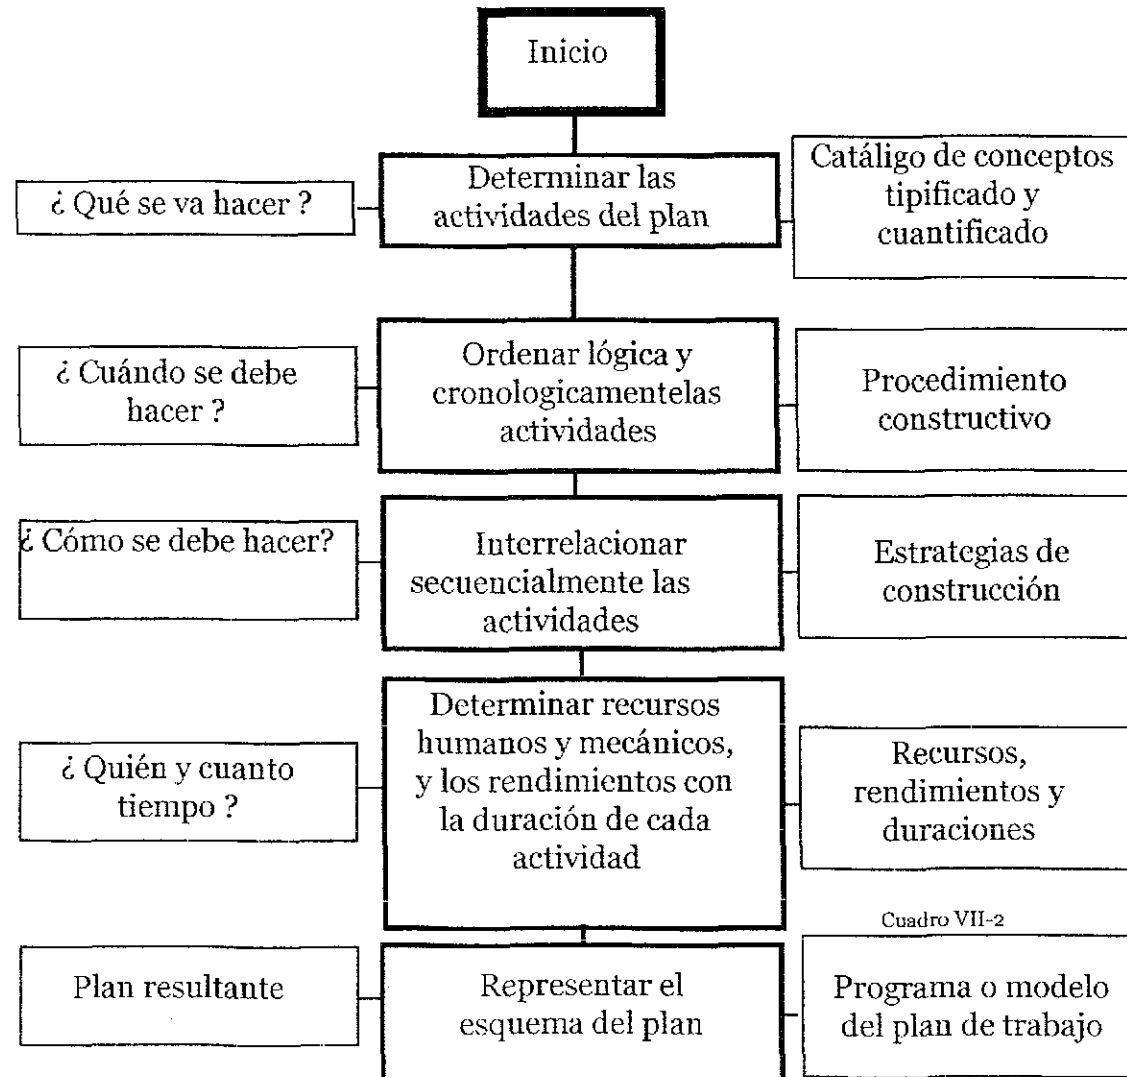 Inicio
¿ Qué se va hacer ?
Determinar las
actividades del plan
Catáligo de conceptos
tipificado y
cuantificado
¿ Cuándo se debe
hacer ?
Ordenar lógica y
cronologicamentelas
actividades
Procedimiento
constructivo
¿ Cómo se debe hacer?
Interrelacionar
secuencialmente las
actividades
Estrategias de
construcción
¿ Quién y cuanto
tiempo ?
Determinar recursos
humanos y mecánicos,
y los rendimientos con
la duración de cada
actividad
Recursos,
rendimientos y
duraciones
Cuadro VII-2
Plan resultante
Representar el
esquema del plan
Programa o modelo
del plan de trabajo